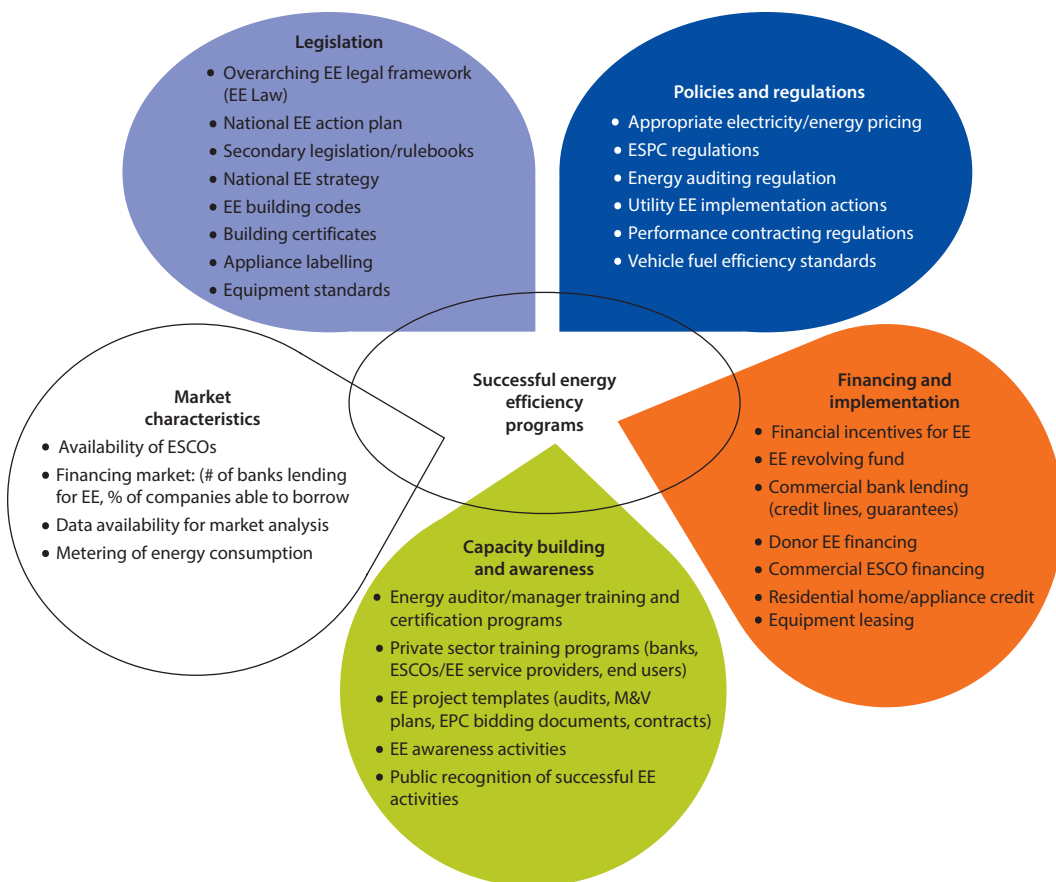 Legislation
• Overarching EE legal framework
(EE Law)
• National EE action plan
• Secondary legislation/rulebooks
• National EE strategy
• EE building codes
• Building certificates
• Appliance labelling
• Equipment standards
Policies and regulations
• Appropriate electricity/energy pricing
• ESPC regulations
• Energy auditing regulation
• Utility EE implementation actions
• Performance contracting regulations
• Vehicle fuel efficiency standards
Market
characteristics
• Availability of ESCOs
• Financing market: (# of banks lending
for EE, % of companies able to borrow
• Data availability for market analysis
• Metering of energy consumption
Successful energy
efficiency
programs
Financing and
implementation
• Financial incentives for EE
• EE revolving fund
• Commercial bank lending
(credit lines, guarantees)
• Donor EE financing
• Commercial ESCO financing
• Residential home/appliance credit
• Equipment leasing
Capacity building
and awareness
• Energy auditor/manager training and
certification programs
• Private sector training programs (banks,
ESCOs/EE service providers, end users)
• EE project templates (audits, M&V
plans, EPC bidding documents, contracts)
• EE awareness activities
• Public recognition of successful EE
activities